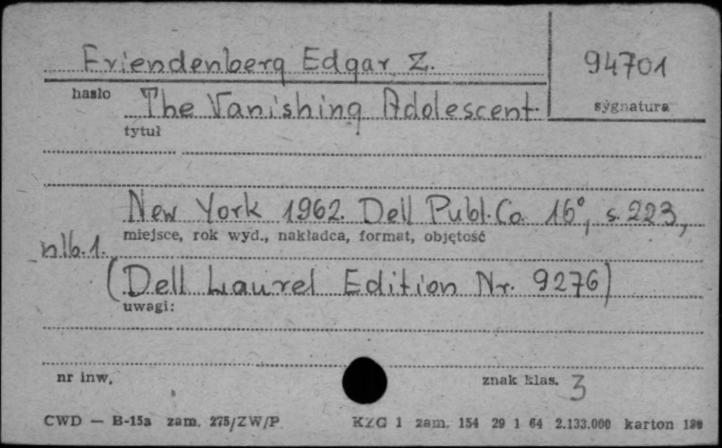 Friendenberg Edgar Z.
94701
hasło
sygnatura
The Vanishing Adolescent
tytuł
New York 1962. Dell Publ. Co. 16°, s. 223,
miejsce, rok wyd., nakładca, format, objętość
nlb. 1.
(Dell Laurel Edition Nr. 9276)
uwagi:
nr inw.
znak klas. 3
CWD — B-15a zam. 275/ZW/P
KZG 1 zam. 154 29 1 64 2.133.000 karton